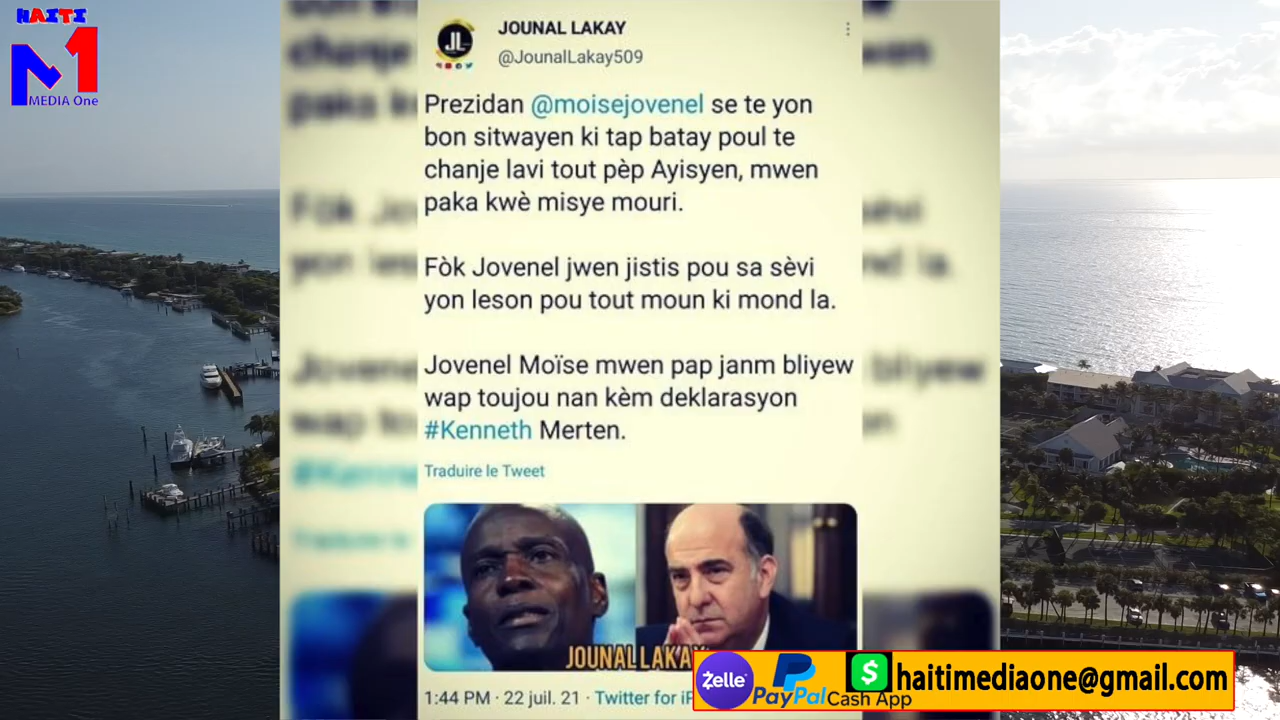 HAITI
M1
MEDIA One
JOUNAL LAKAY
@JounalLakay509
Prezidan @moisejovenel se te yon
bon sitwayen ki tap batay poul te
chanje lavi tout pèp Ayisyen, mwen
paka kwè misye mouri.
Fòk Jovenel jwen jistis pou sa sèvi
yon leson pou tout moun ki mond la.
Jovenel Moïse mwen pap janm bliyew
wap toujou nan kèm deklarasyon
#Kenneth Merten.
Traduire le Tweet
JOUNAL LAKAY
1:44 PM · 22 juil. 21 · Twitter for iP
Zelle
PayPal
$
Cash App
haitimediaone@gmail.com